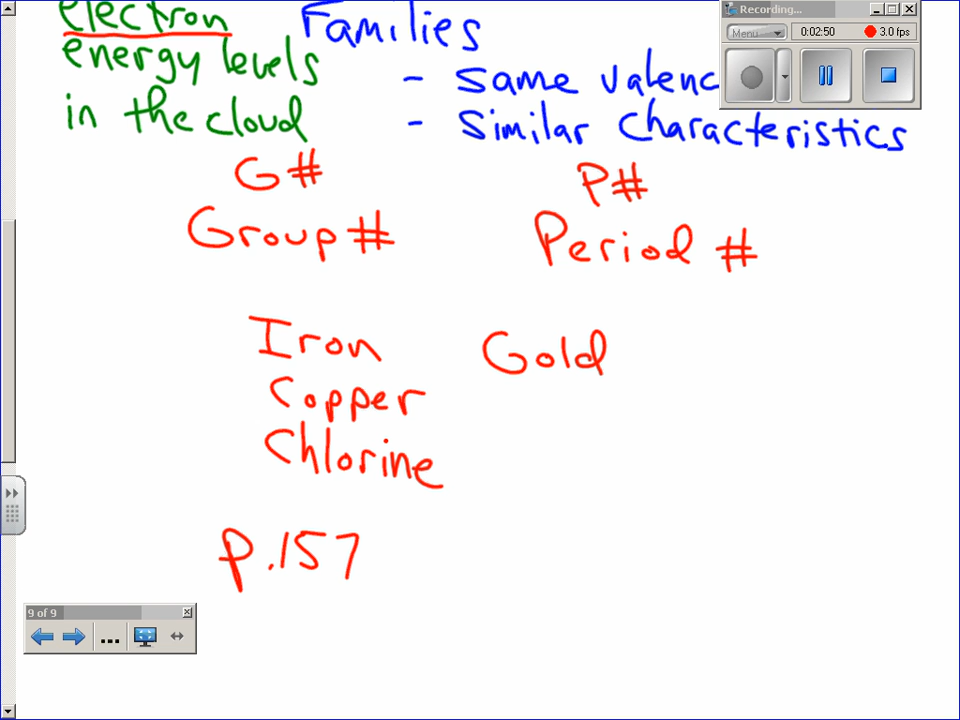 electron
energy levels
in the cloud
Families
- Same valenc
- Similar Characteristics
G#
Group #
P#
Period #
Iron
Copper
Chlorine
Gold
p.157
Recording...
Menu
0:02:50
3.0 fps
9 of 9
...